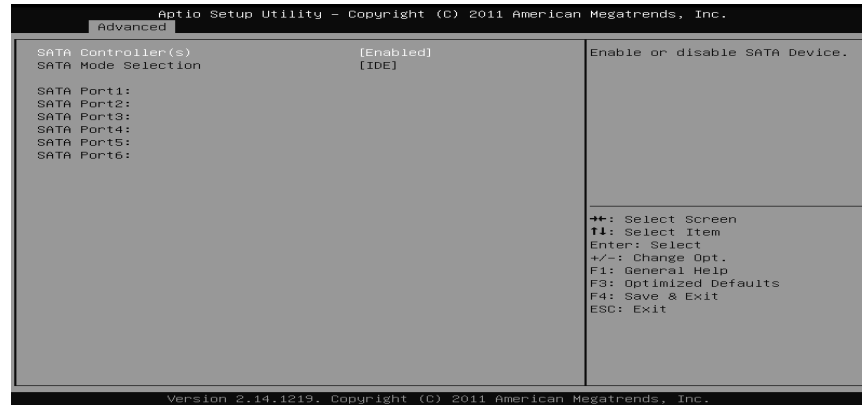 Aptio Setup Utility – Copyright (C) 2011 American Megatrends, Inc.
Advanced
SATA Controller(s) [Enabled]
SATA Mode Selection [IDE]
SATA Port1:
SATA Port2:
SATA Port3:
SATA Port4:
SATA Port5:
SATA Port6:
Enable or disable SATA Device.
→←: Select Screen
↑↓: Select Item
Enter: Select
+/-: Change Opt.
F1: General Help
F3: Optimized Defaults
F4: Save & Exit
ESC: Exit
Version 2.14.1219. Copyright (C) 2011 American Megatrends, Inc.